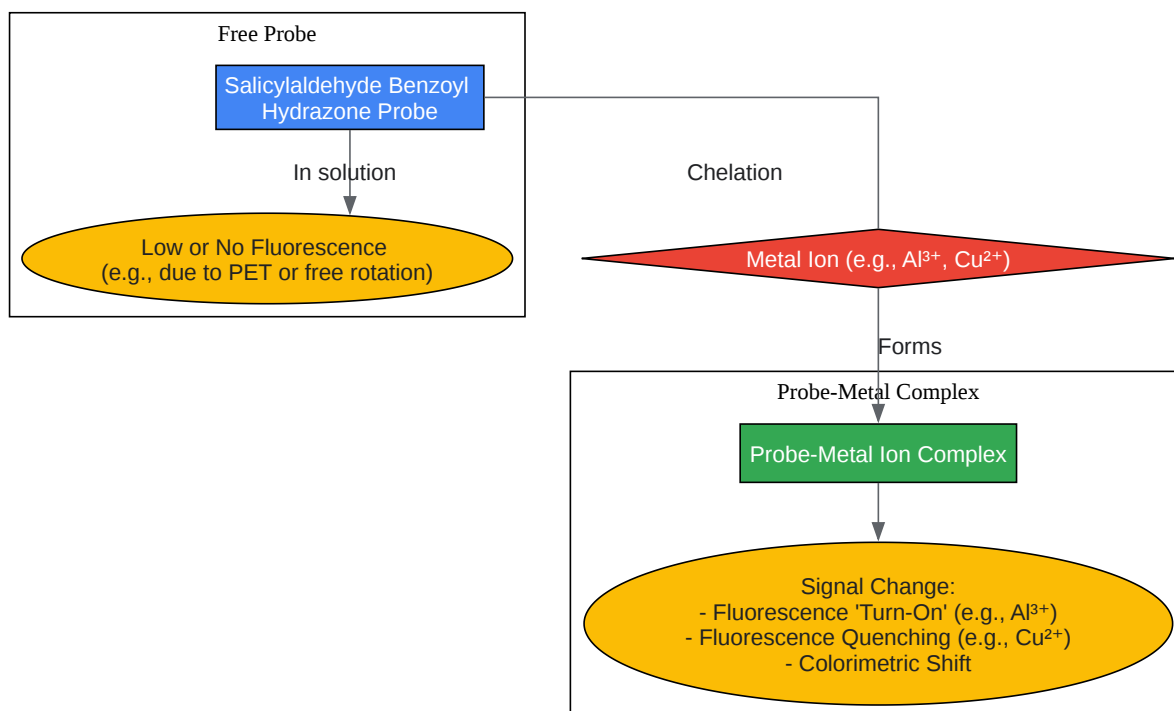 Free Probe
Salicylaldehyde Benzoyl
Hydrazone Probe
In solution
Low or No Fluorescence
(e.g., due to PET or free rotation)
Chelation
Metal Ion (e.g., Al³⁺, Cu²⁺)
Forms
Probe-Metal Complex
Probe-Metal Ion Complex
Signal Change:
- Fluorescence 'Turn-On' (e.g., Al³⁺)
- Fluorescence Quenching (e.g., Cu²⁺)
- Colorimetric Shift